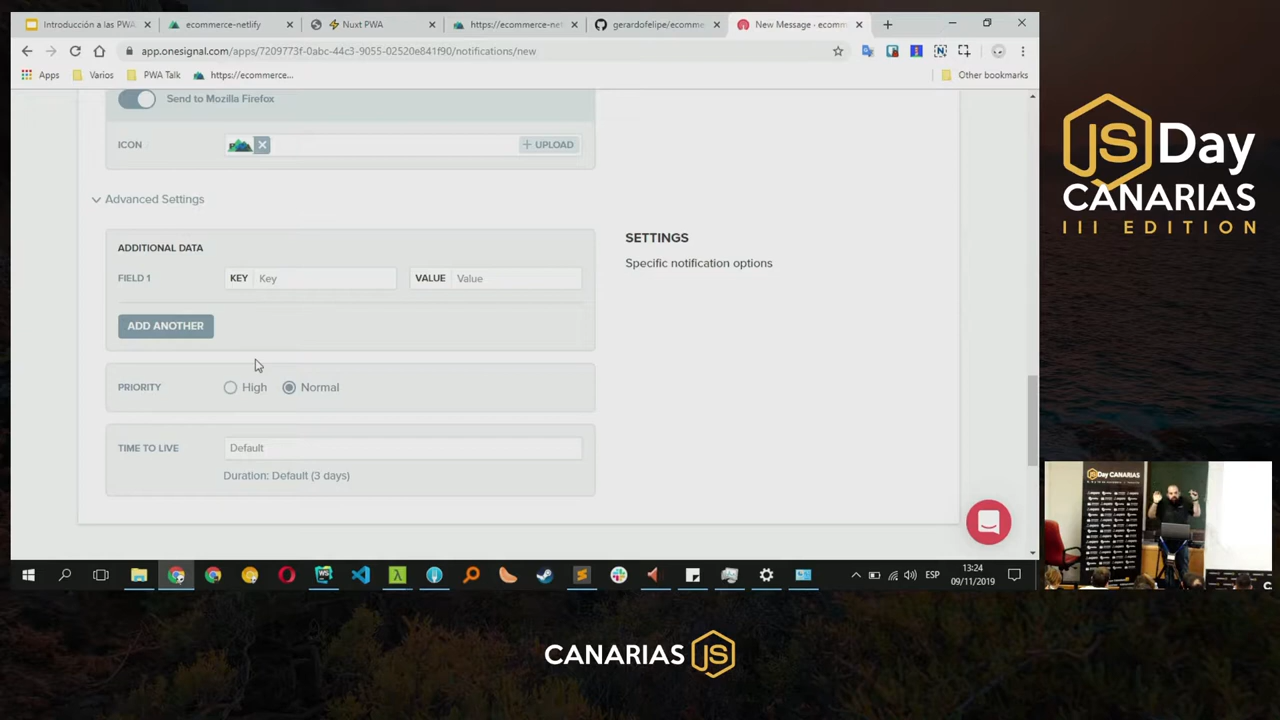 Introducción a las PWA
ecommerce-netlify
Nuxt PWA
https://ecommerce-net
gerardofelipe/ecomme
New Message · ecomm
app.onesignal.com/apps/7209773f-0abc-44c3-9055-02520e841f90/notifications/new
Apps
Varios
PWA Talk
https://ecommerce...
Other bookmarks
Send to Mozilla Firefox
ICON
+ UPLOAD
Advanced Settings
ADDITIONAL DATA
FIELD 1
KEY Key
VALUE Value
ADD ANOTHER
PRIORITY
High
Normal
TIME TO LIVE
Default
Duration: Default (3 days)
SETTINGS
Specific notification options
ESP
13:24
09/11/2019
JS Day
CANARIAS
III EDITION
JSDay CANARIAS
CANARIAS JS